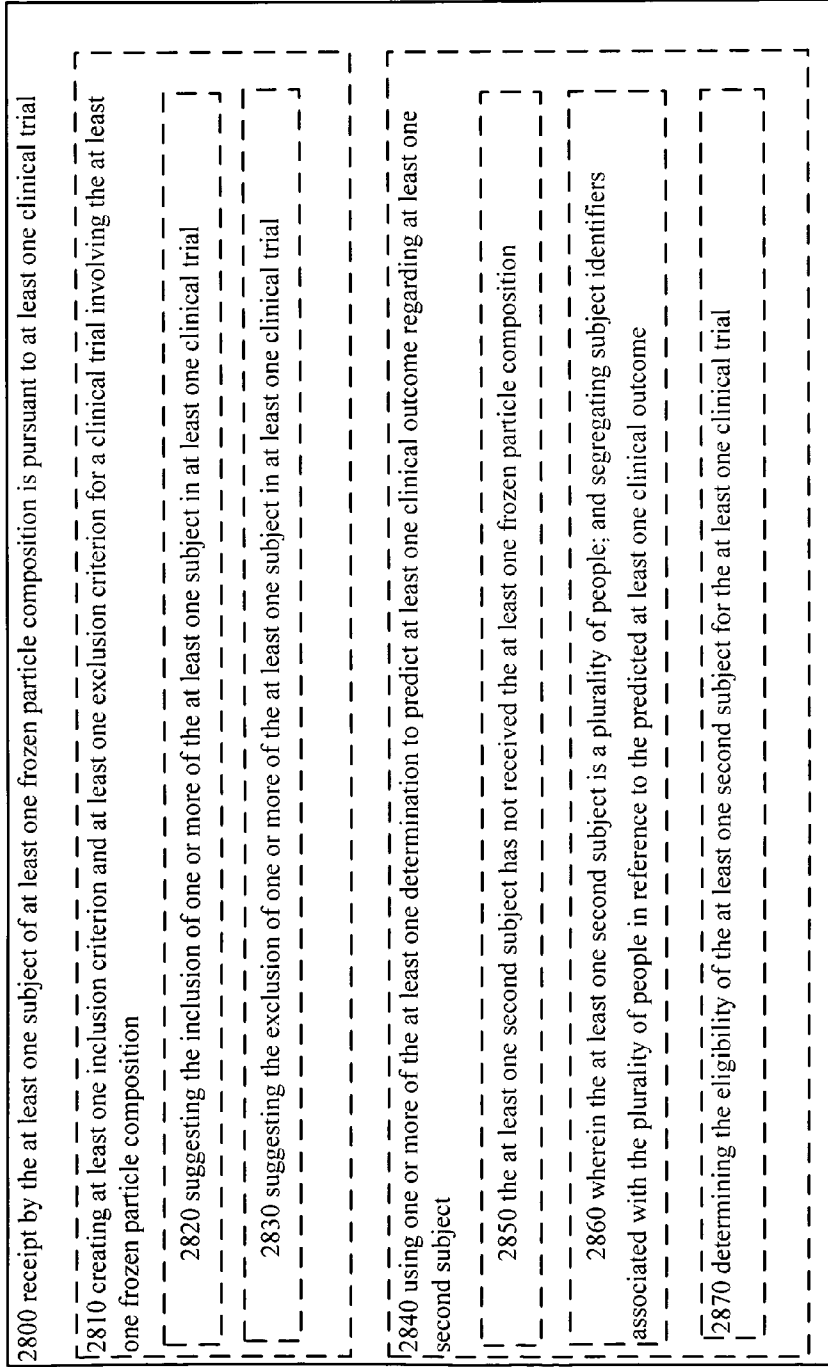 2800 receipt by the at least one subject of at least one frozen particle composition is pursuant to at least one clinical trial
2810 creating at least one inclusion criterion and at least one exclusion criterion for a clinical trial involving the at least
one frozen particle composition
2820 suggesting the inclusion of one or more of the at least one subject in at least one clinical trial
2830 suggesting the exclusion of one or more of the at least one subject in at least one clinical trial
2840 using one or more of the at least one determination to predict at least one clinical outcome regarding at least one
second subject
2850 the at least one second subject has not received the at least one frozen particle composition
2860 wherein the at least one second subject is a plurality of people; and segregating subject identifiers
associated with the plurality of people in reference to the predicted at least one clinical outcome
2870 determining the eligibility of the at least one second subject for the at least one clinical trial